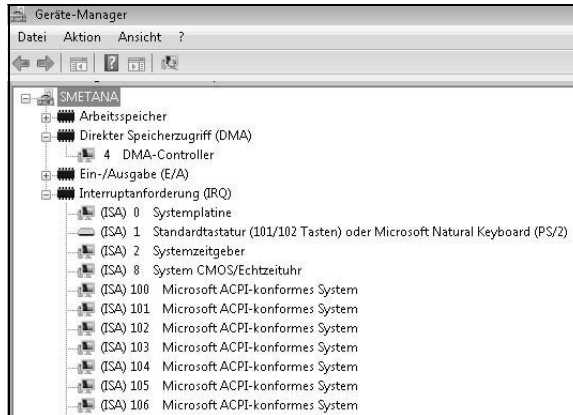 Geräte-Manager
Datei Aktion Ansicht ?
SMETANA
Arbeitsspeicher
Direkter Speicherzugriff (DMA)
4 DMA-Controller
Ein-/Ausgabe (E/A)
Interruptanforderung (IRQ)
(ISA) 0 Systemplatine
(ISA) 1 Standardtastatur (101/102 Tasten) oder Microsoft Natural Keyboard (PS/2)
(ISA) 2 Systemzeitgeber
(ISA) 8 System CMOS/Echtzeituhr
(ISA) 100 Microsoft ACPI-konformes System
(ISA) 101 Microsoft ACPI-konformes System
(ISA) 102 Microsoft ACPI-konformes System
(ISA) 103 Microsoft ACPI-konformes System
(ISA) 104 Microsoft ACPI-konformes System
(ISA) 105 Microsoft ACPI-konformes System
(ISA) 106 Microsoft ACPI-konformes System